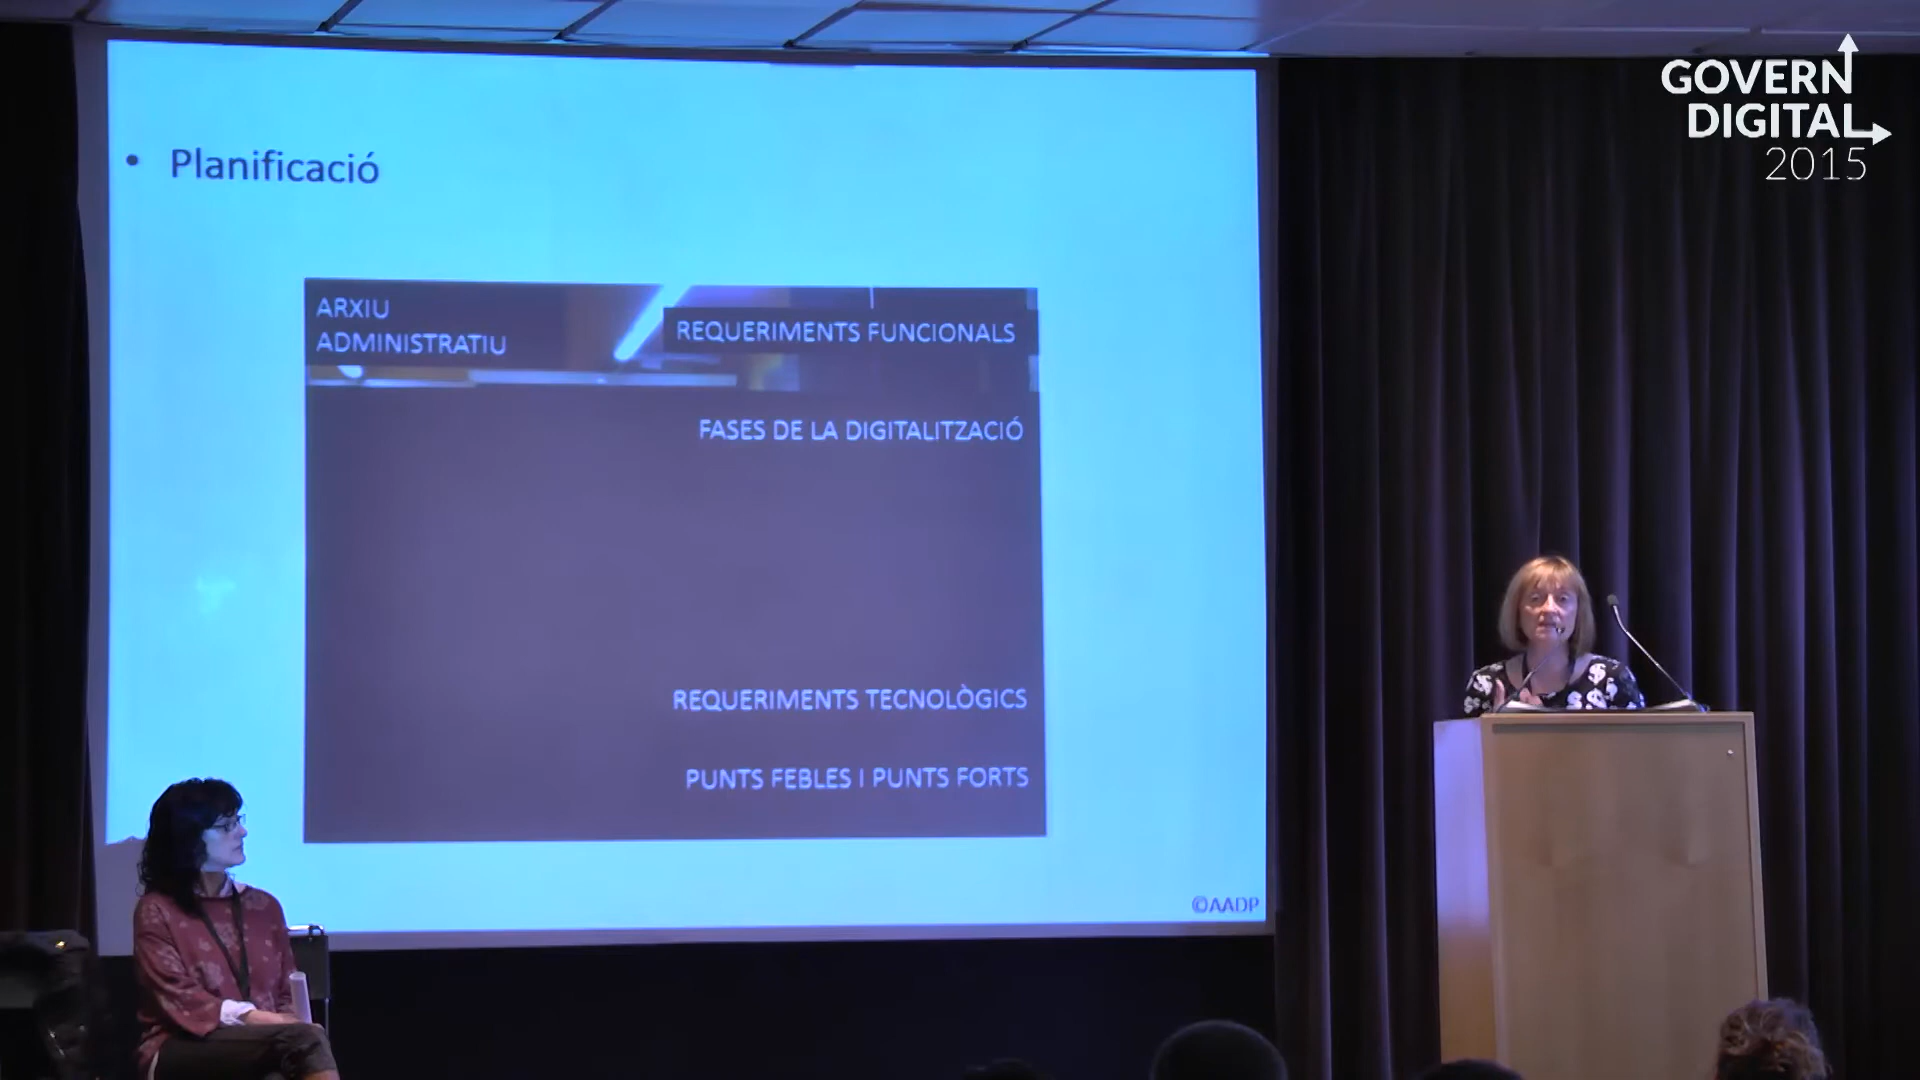 GOVERN
DIGITAL
2015
• Planificació
ARXIU
ADMINISTRATIU
REQUERIMENTS FUNCIONALS
FASES DE LA DIGITALITZACIÓ
REQUERIMENTS TECNOLÒGICS
PUNTS FEBLES I PUNTS FORTS
©AADP